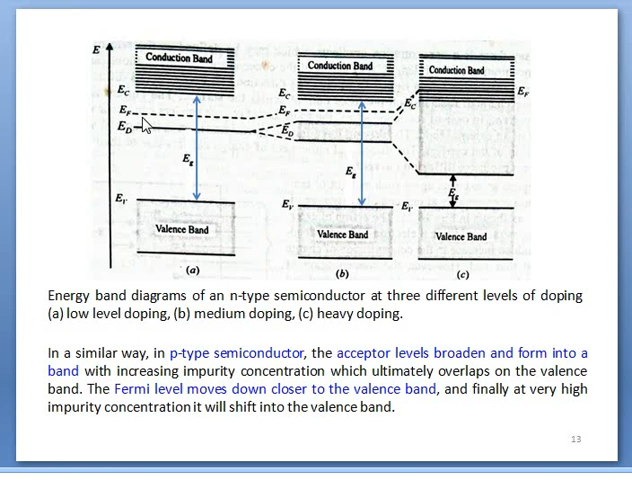 E
Conduction Band
Conduction Band
Conduction Band
E_C
E_C
E_C
E_F
E_F
E_F
E_D
E_D
E_g
E_g
E_g
E_v
E_v
E_v
Valence Band
Valence Band
Valence Band
(a)
(b)
(c)
Energy band diagrams of an n-type semiconductor at three different levels of doping
(a) low level doping, (b) medium doping, (c) heavy doping.
In a similar way, in p-type semiconductor, the acceptor levels broaden and form into a
band with increasing impurity concentration which ultimately overlaps on the valence
band. The Fermi level moves down closer to the valence band, and finally at very high
impurity concentration it will shift into the valence band.
13